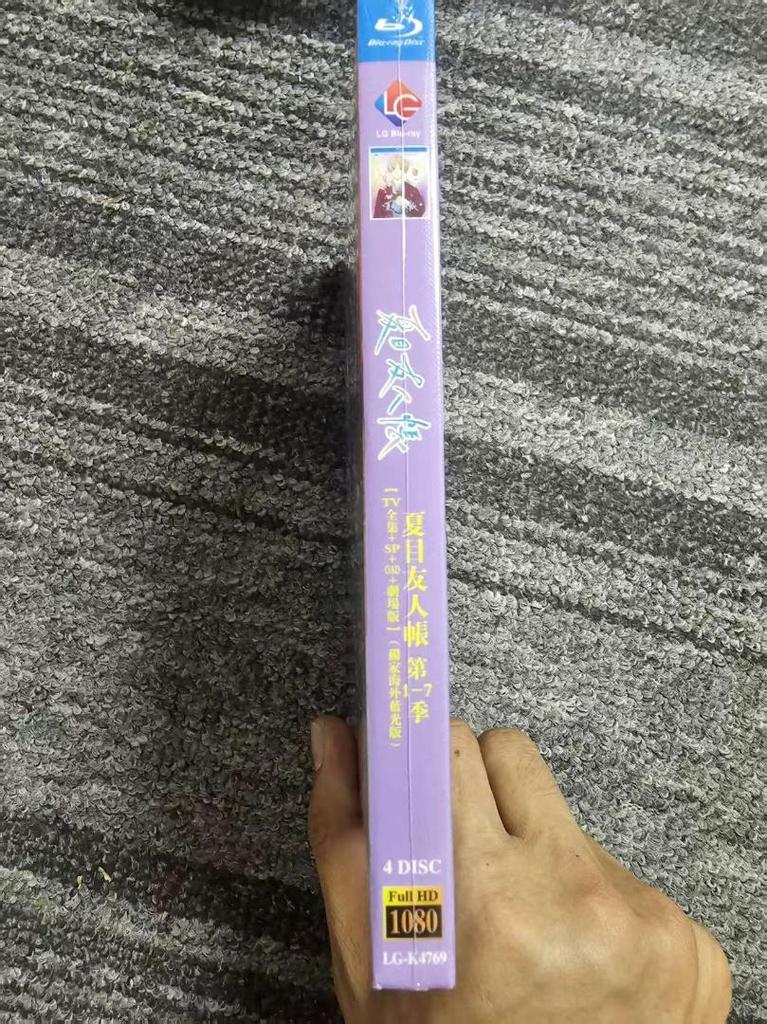 Blu-ray Disc
LG
LG Blu-ray
夏目友人帳
夏目友人帳 第1-7季
【TV全集+SP+OAD+劇場版】（獨家海外藍光版）
4 DISC
Full HD
1080
LG-K4769